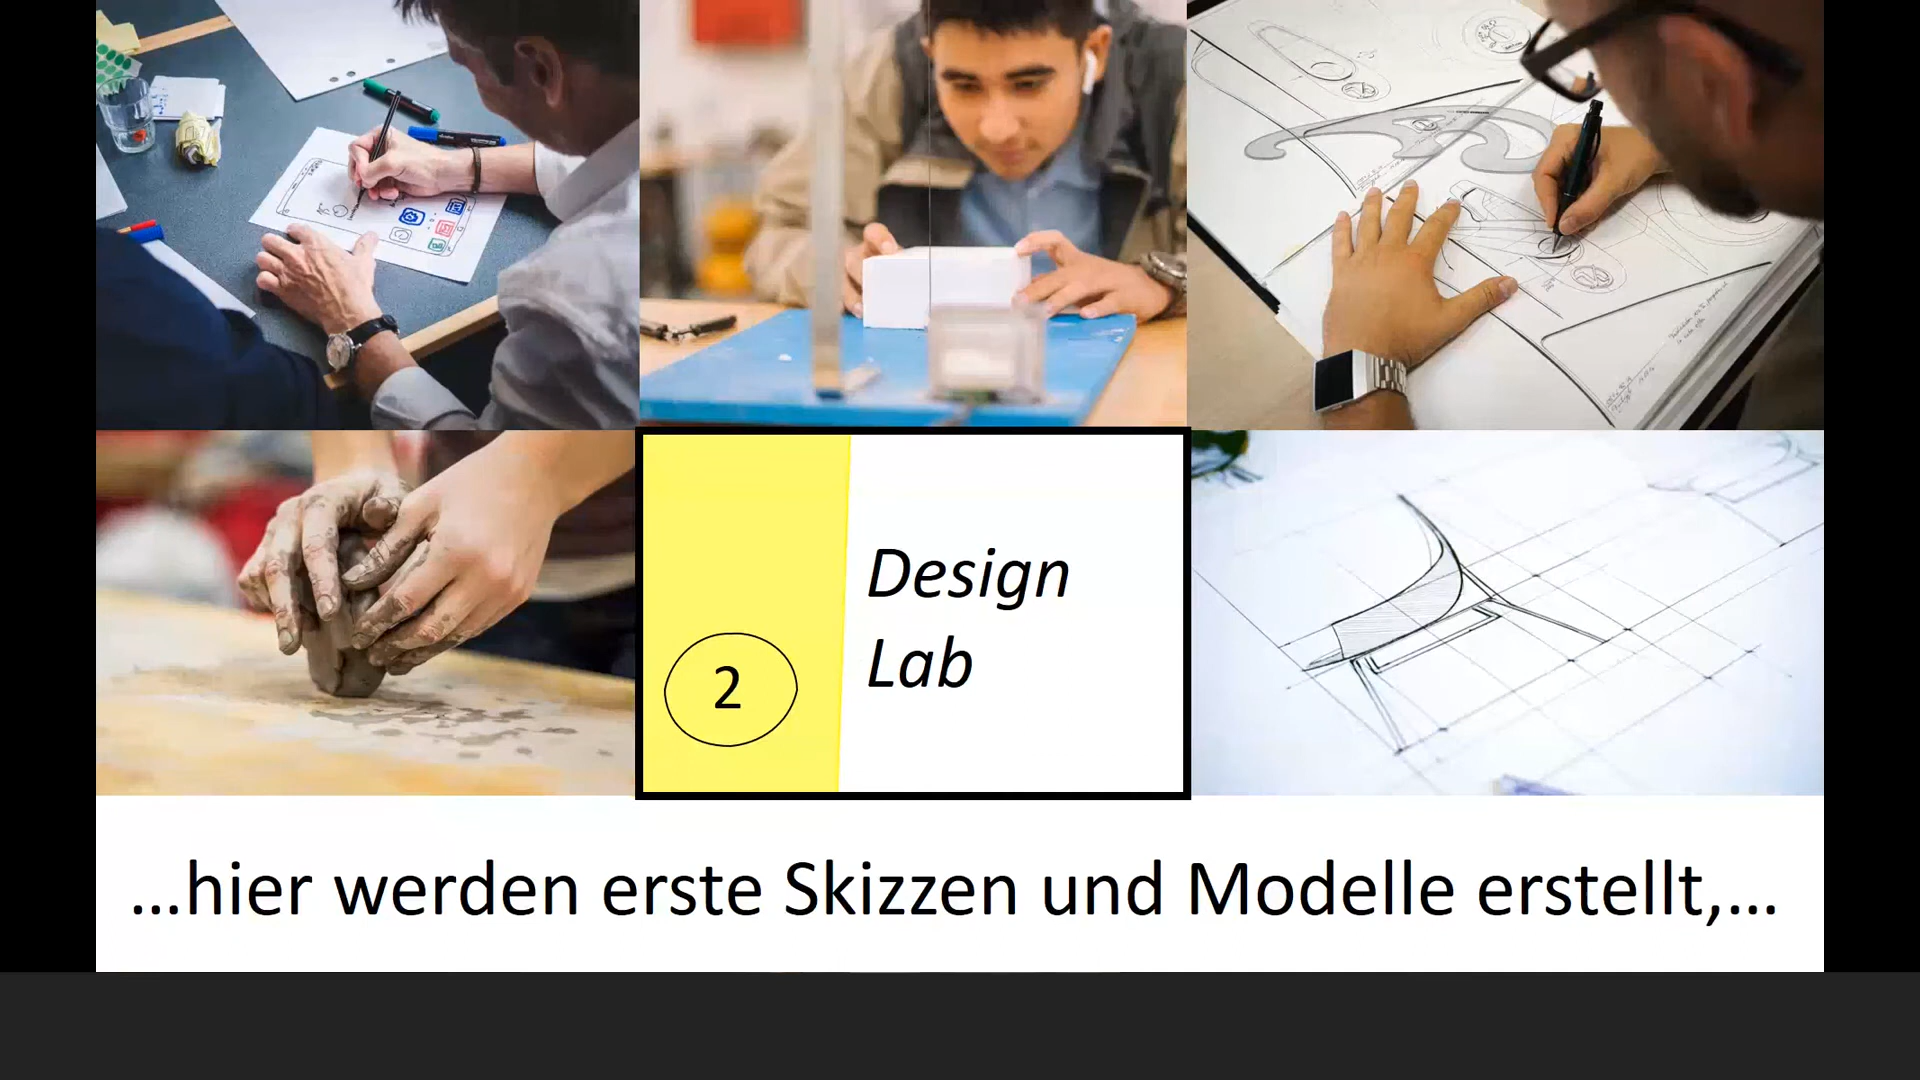 Design
Lab
2
…hier werden erste Skizzen und Modelle erstellt,…